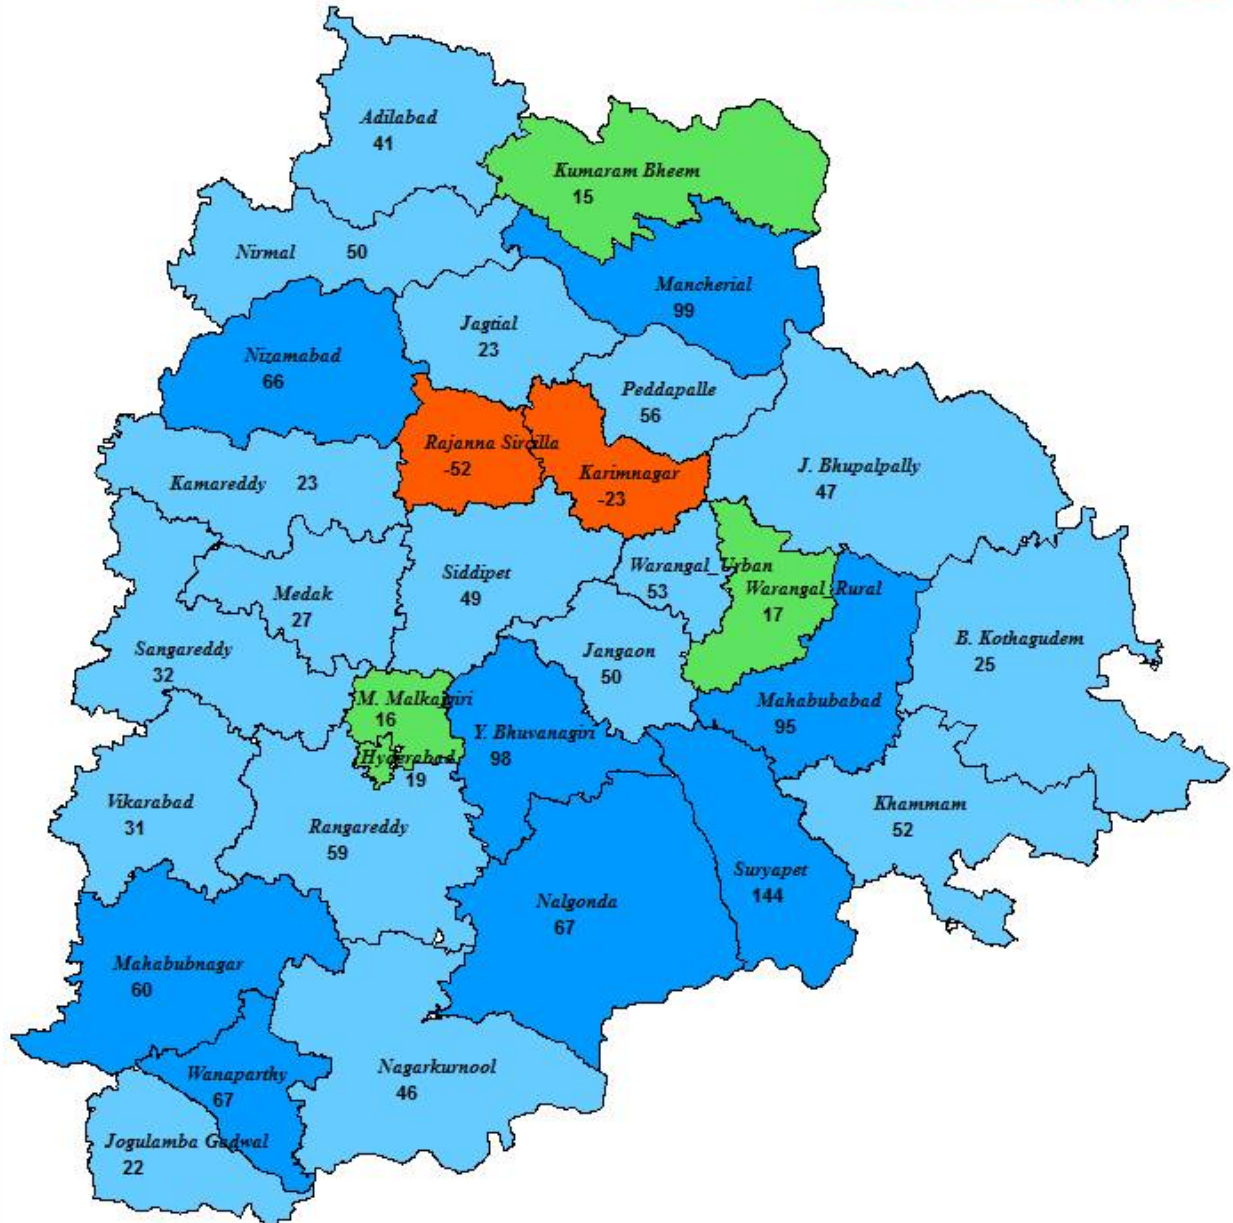 Adilabad
41
Kumaram Bheem
15
Nirmal 50
Mancherial
99
Jagtial
23
Nizamabad
66
Peddapalle
56
Rajanna Sircilla
-52
Karimnagar
-23
J. Bhupalpally
47
Kamareddy 23
Siddipet
49
Warangal_Urban
53
Medak
27
Warangal_Rural
17
B. Kothagudem
25
Sangareddy
32
Jangaon
50
M. Malkajgiri
16
Mahabubabad
95
Y. Bhuvanagiri
98
Hyderabad
19
Vikarabad
31
Khammam
52
Rangareddy
59
Suryapet
144
Nalgonda
67
Mahabubnagar
60
Nagarkurnool
46
Wanaparthy
67
Jogulamba Gadwal
22